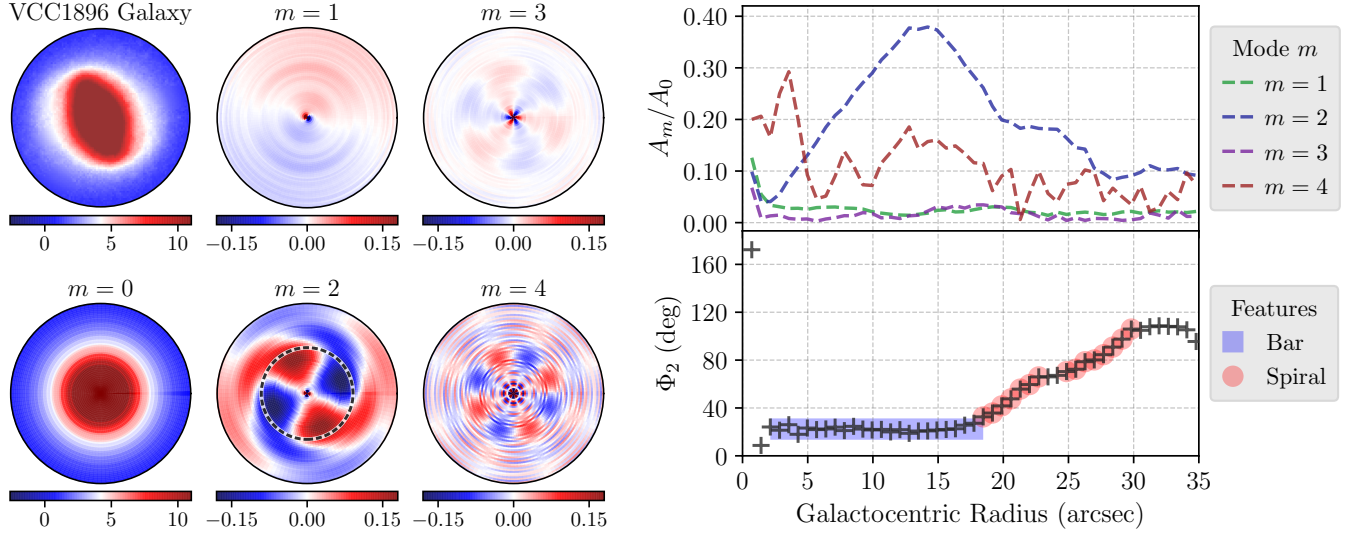 VCC1896 Galaxy
m = 1
m = 3
0 5 10
−0.15 0.00 0.15
−0.15 0.00 0.15
m = 0
m = 2
m = 4
0 5 10
−0.15 0.00 0.15
−0.15 0.00 0.15
A_m/A_0
0.40
0.30
0.20
0.10
0.00
Φ_2 (deg)
160
120
80
40
0
0 5 10 15 20 25 30 35
Galactocentric Radius (arcsec)
Mode m
m = 1
m = 2
m = 3
m = 4
Features
Bar
Spiral